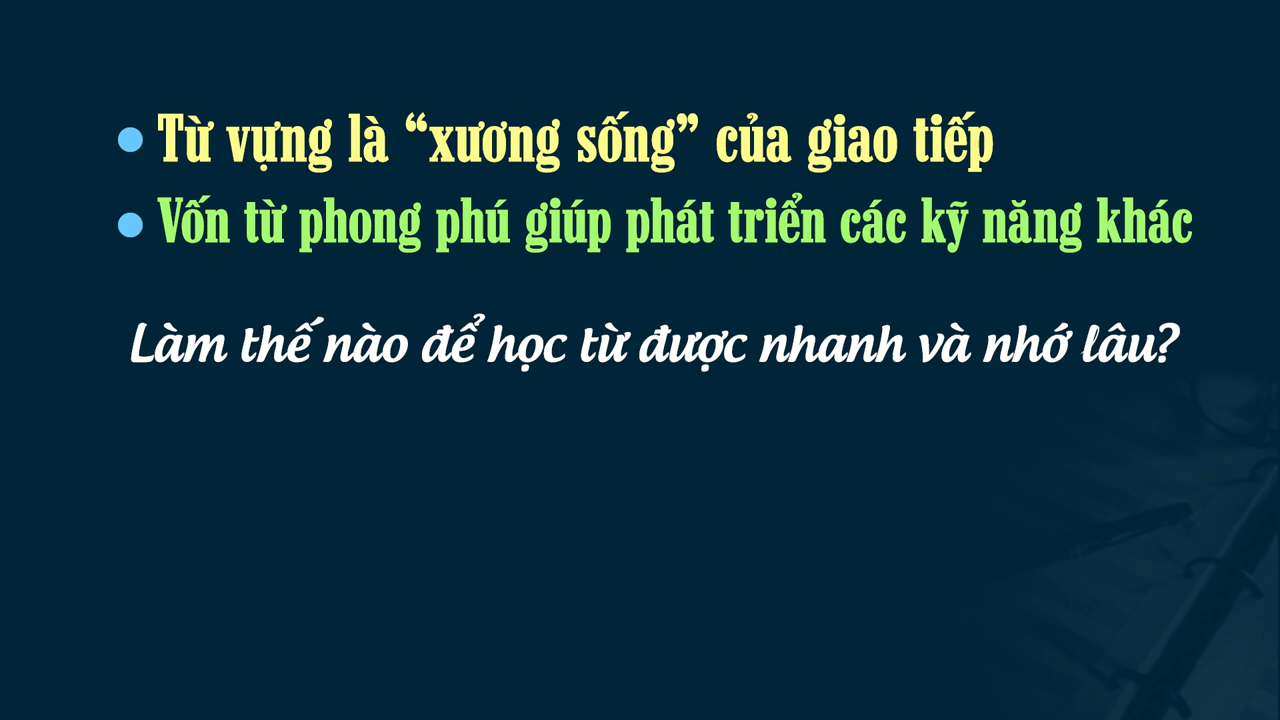 • Từ vựng là “xương sống” của giao tiếp
• Vốn từ phong phú giúp phát triển các kỹ năng khác
Làm thế nào để học từ được nhanh và nhớ lâu?